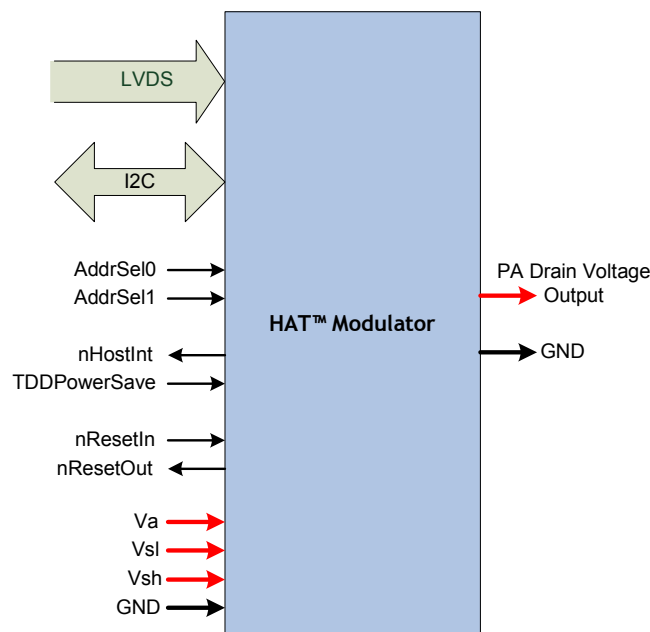 LVDS
I2C
AddrSel0
AddrSel1
nHostInt
TDDPowerSave
nResetIn
nResetOut
Va
Vsl
Vsh
GND
HAT™ Modulator
PA Drain Voltage
Output
GND